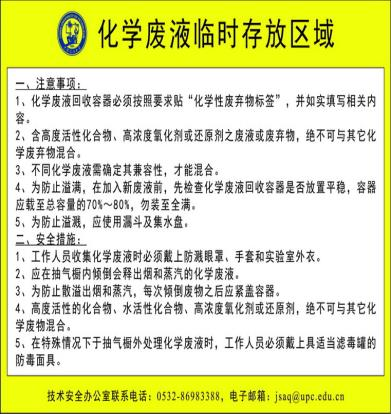 化学废液临时存放区域
一、注意事项：
1、化学废液回收容器必须按照要求贴“化学性废弃物标签”，并如实填写相关内
容。
2、含高度活性化合物、高浓度氧化剂或还原剂之废液或废弃物，绝不可与其它化
学废弃物混合。
3、不同化学废液需确定其兼容性，才能混合。
4、为防止溢满，在加入新废液前，先检查化学废液回收容器是否放置平稳，容器
应载至总容量的70%～80%，勿装至全满。
5、为防止溢溅，应使用漏斗及集水盘。
二、安全措施：
1、工作人员收集化学废液时必须戴上防溅眼罩、手套和实验室外衣。
2、应在抽气橱内倾倒会释出烟和蒸汽的化学废液。
3、为防止散溢出烟和蒸汽，每次倾倒废物之后应紧盖容器。
4、高度活性的化合物、水活性化合物、高浓度氧化剂或还原剂，绝不可与其它化
学废物混合。
5、在特殊情况下于抽气橱外处理化学废液时，工作人员必须戴上具适当滤毒罐的
防毒面具。
技术安全办公室联系电话：0532-86983388，电子邮箱：jsaq@upc.edu.cn